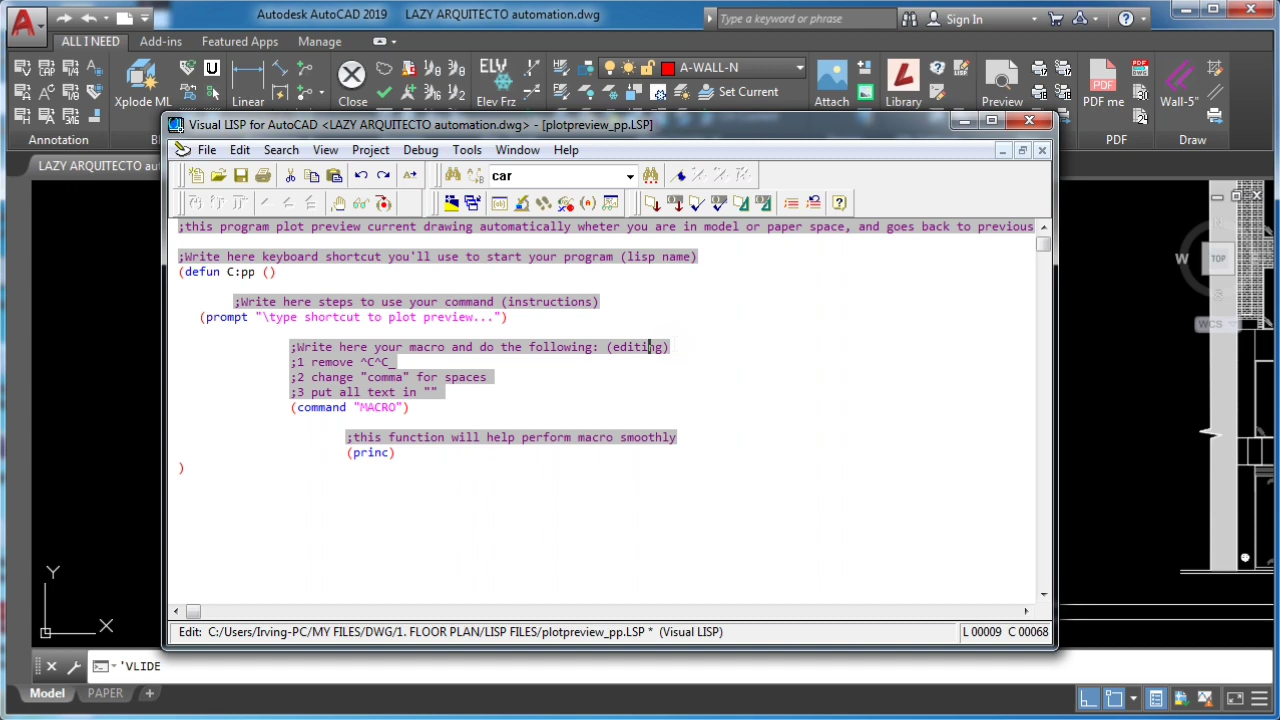 Autodesk AutoCAD 2019 LAZY ARQUITECTO automation.dwg
Type a keyword or phrase
Sign In
ALL I NEED
Add-ins
Featured Apps
Manage
Xplode ML
Linear
Close
ELV
Elev Frz
A-WALL-N
Set Current
Attach
Library
Preview
PDF me
Wall-5"
Annotation
PDF
Draw
LAZY ARQUITECTO au
Visual LISP for AutoCAD <LAZY ARQUITECTO automation.dwg> - [plotpreview_pp.LSP]
File Edit Search View Project Debug Tools Window Help
car
;this program plot preview current drawing automatically wheter you are in model or paper space, and goes back to previous
;Write here keyboard shortcut you'll use to start your program (lisp name)
(defun C:pp ()
;Write here steps to use your command (instructions)
(prompt "\type shortcut to plot preview...")
;Write here your macro and do the following: (editing)
;1 remove ^C^C_
;2 change "comma" for spaces
;3 put all text in ""
(command "MACRO")
;this function will help perform macro smoothly
(princ)
)
Edit: C:/Users/Irving-PC/MY FILES/DWG/1. FLOOR PLAN/LISP FILES/plotpreview_pp.LSP * (Visual LISP)
L 00009 C 00068
W
TOP
S
WCS
Y
X
'VLIDE
Model
PAPER
+